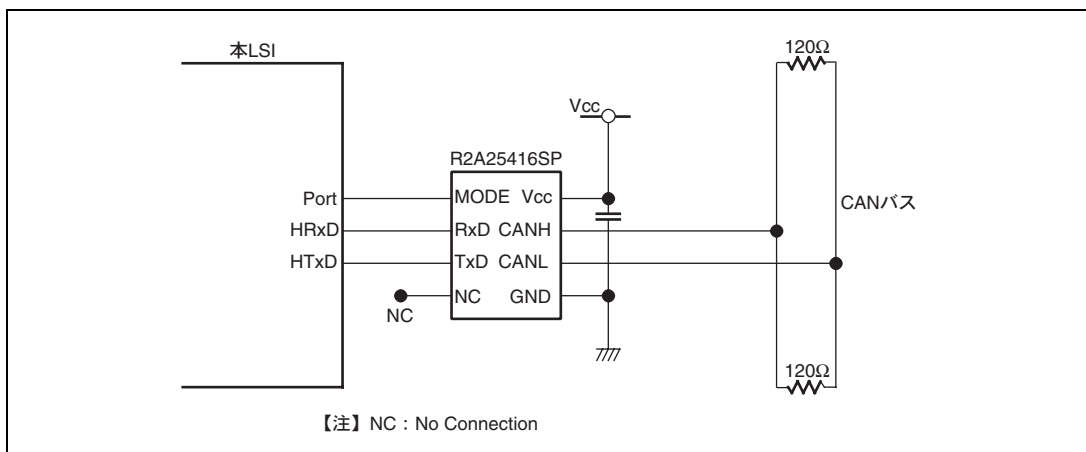 本LSI
120Ω
Vcc
R2A25416SP
Port
MODE Vcc
CANバス
HRxD
RxD CANH
HTxD
TxD CANL
NC GND
NC
120Ω
【注】NC：No Connection